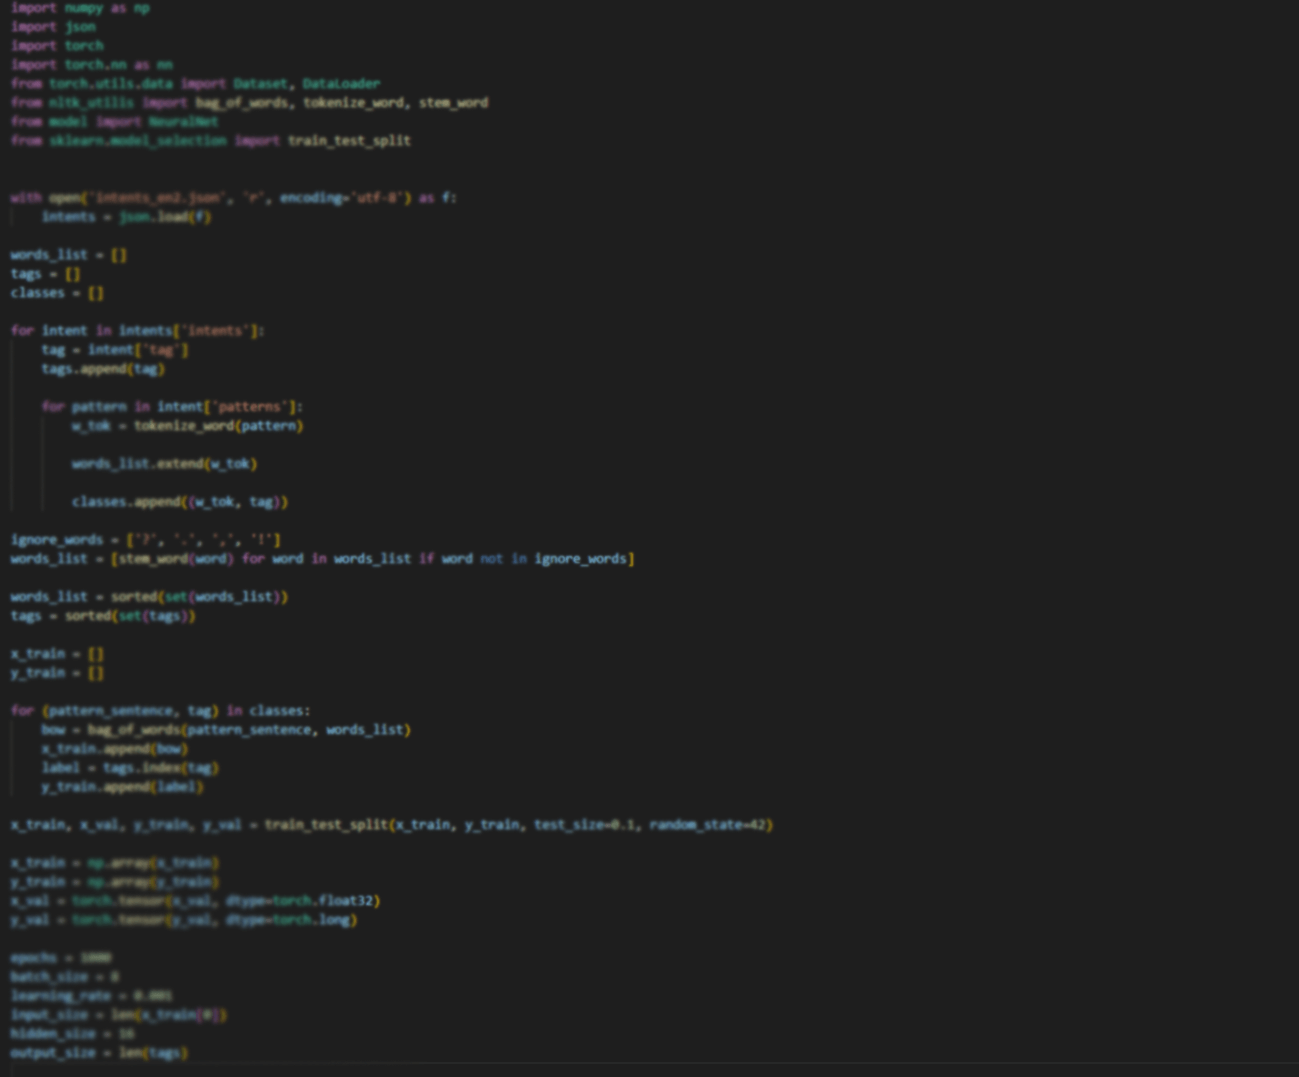 import numpy as np
import json
import torch
import torch.nn as nn
from torch.utils.data import Dataset, DataLoader
from nltk_utilis import bag_of_words, tokenize_word, stem_word
from model import NeuralNet
from sklearn.model_selection import train_test_split
with open('intents_en2.json', 'r', encoding='utf-8') as f:
    intents = json.load(f)
words_list = []
tags = []
classes = []
for intent in intents['intents']:
    tag = intent['tag']
    tags.append(tag)
    for pattern in intent['patterns']:
        w_tok = tokenize_word(pattern)
        words_list.extend(w_tok)
        classes.append((w_tok, tag))
ignore_words = ['?', '.', ',', '!']
words_list = [stem_word(word) for word in words_list if word not in ignore_words]
words_list = sorted(set(words_list))
tags = sorted(set(tags))
x_train = []
y_train = []
for (pattern_sentence, tag) in classes:
    bow = bag_of_words(pattern_sentence, words_list)
    x_train.append(bow)
    label = tags.index(tag)
    y_train.append(label)
x_train, x_val, y_train, y_val = train_test_split(x_train, y_train, test_size=0.1, random_state=42)
x_train = np.array(x_train)
y_train = np.array(y_train)
x_val = torch.tensor(x_val, dtype=torch.float32)
y_val = torch.tensor(y_val, dtype=torch.long)
epochs = 1000
batch_size = 8
learning_rate = 0.001
input_size = len(x_train[0])
hidden_size = 16
output_size = len(tags)